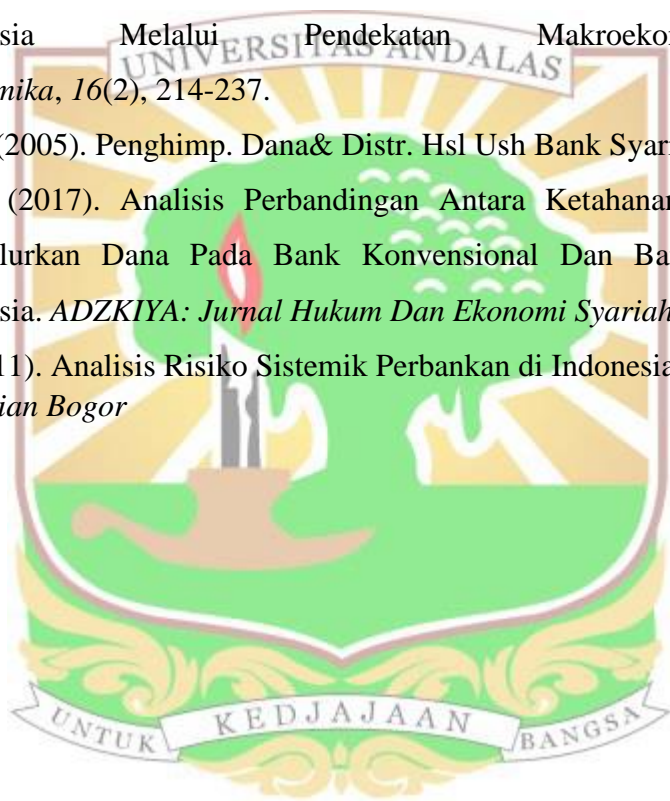 sia Melalui Pendekatan Makroeko
UNIVERSITAS ANDALAS
mika, 16(2), 214-237.
(2005). Penghimp. Dana& Distr. Hsl Ush Bank Syar
(2017). Analisis Perbandingan Antara Ketahanan
lurkan Dana Pada Bank Konvensional Dan Ba
sia. ADZKIYA: Jurnal Hukum Dan Ekonomi Syariah
11). Analisis Risiko Sistemik Perbankan di Indonesia
ian Bogor
UNTUK KEDJAJAAN BANGSA